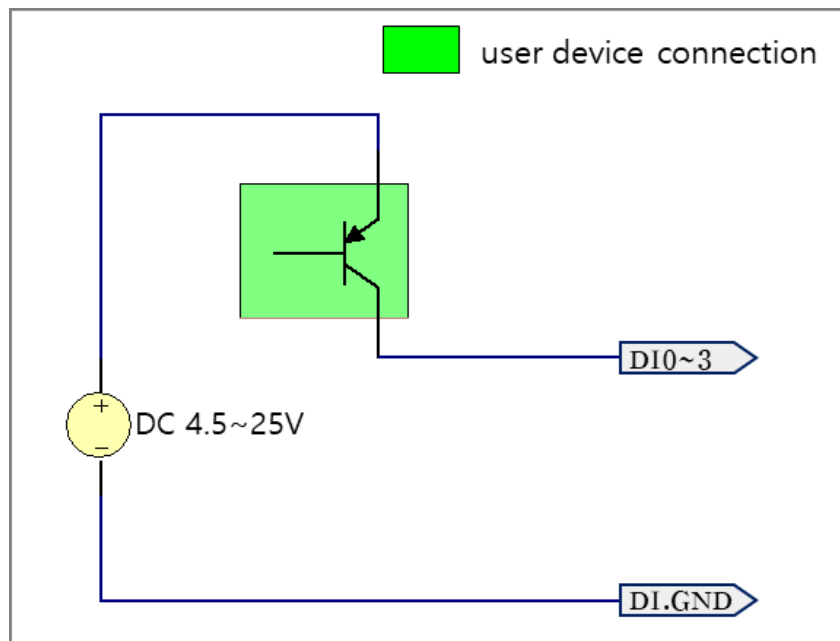 user device connection
DI0~3
+
DC 4.5~25V
−
DI.GND